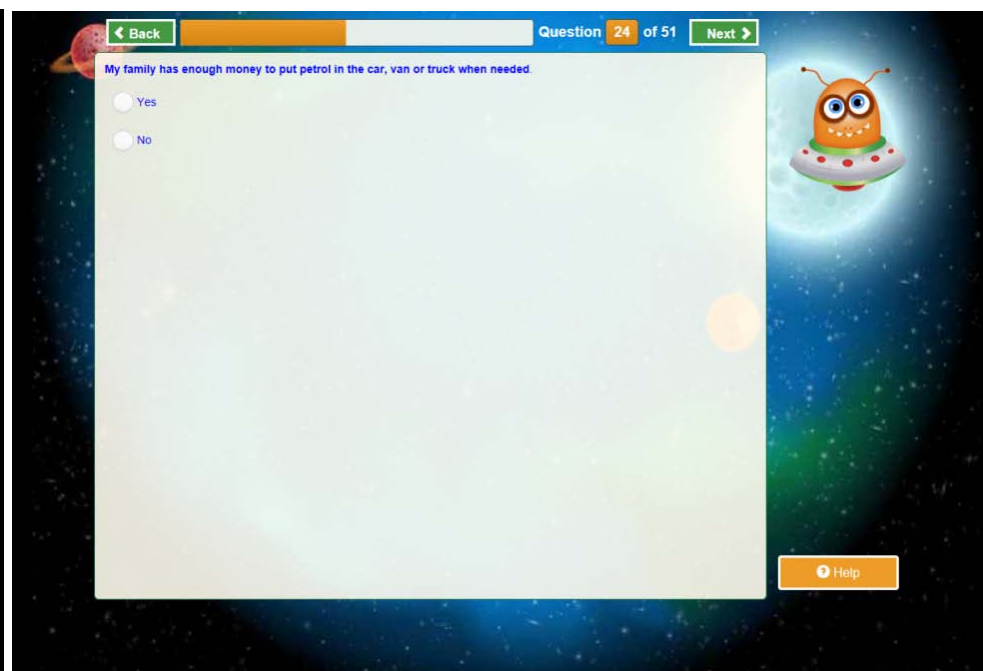 Back
Question 24 of 51
Next
My family has enough money to put petrol in the car, van or truck when needed.
Yes
No
? Help